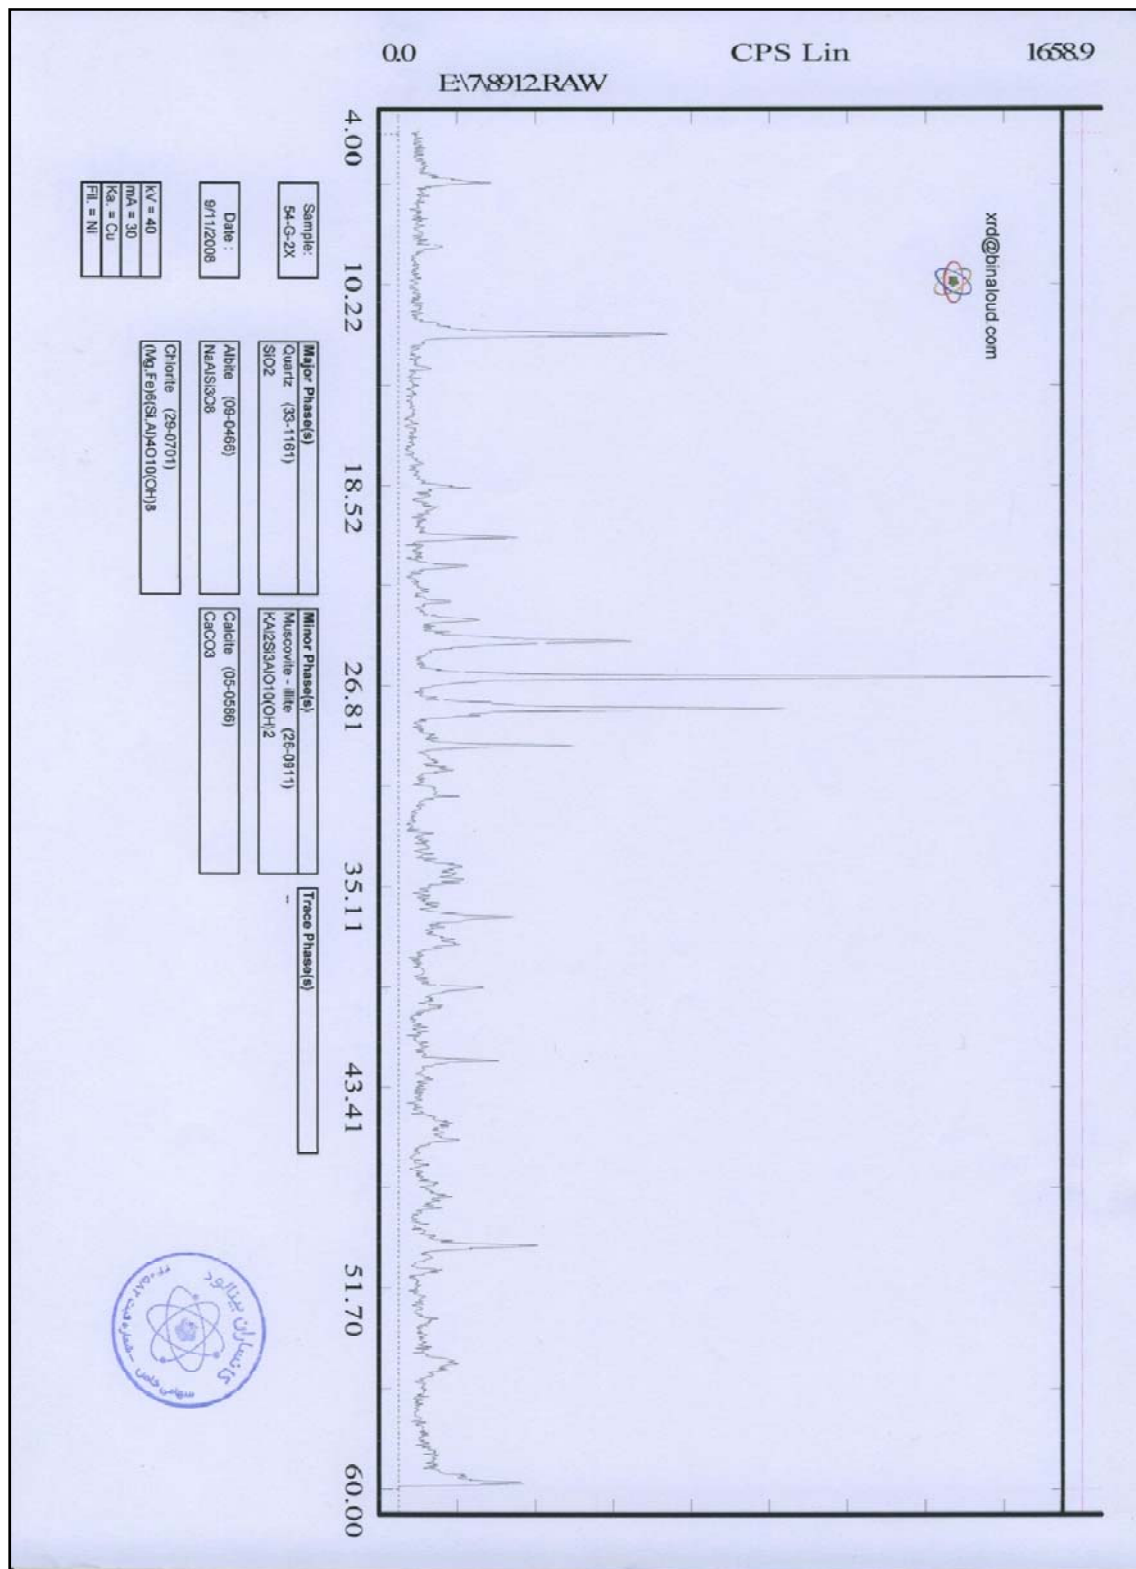 0.0
CPS Lin
1658.9
E:\7\8912.RAW
xrd@binaloud.com
4.00
10.22
18.52
26.81
35.11
43.41
51.70
60.00
Sample:
54-G-2X
Date :
9/11/2008
kV = 40
mA = 30
Ka. = Cu
Fil. = Ni
Major Phase(s)
Quartz (33-1161)
SiO2
Albite (09-0466)
NaAlSi3O8
Chlorite (29-0701)
(Mg,Fe)6(Si,Al)4O10(OH)8
Minor Phase(s)
Muscovite - Illite (26-0911)
KAl2Si3AlO10(OH)2
Calcite (05-0586)
CaCO3
Trace Phase(s)
--
کانساران بینالود
سهامی خاص